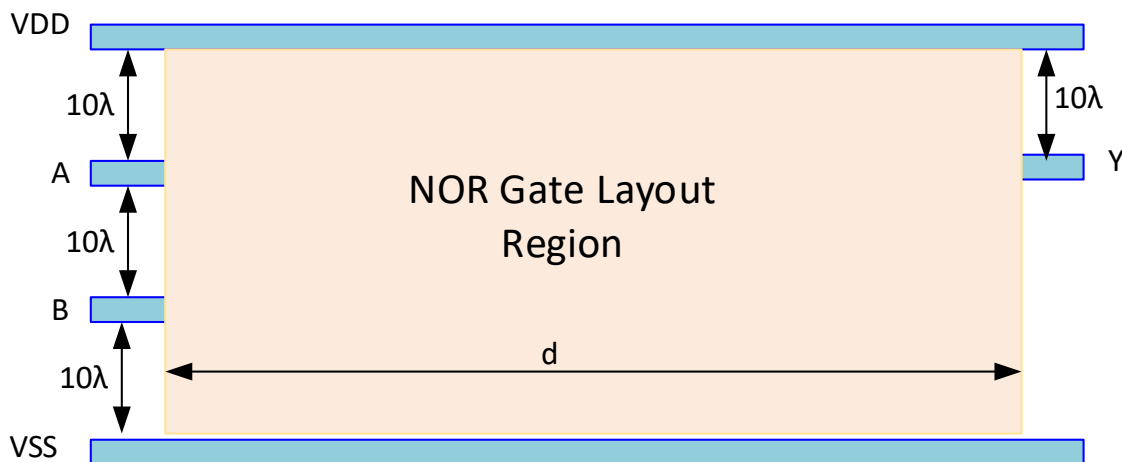 VDD
10λ
10λ
A
Y
NOR Gate Layout
Region
10λ
B
d
10λ
VSS